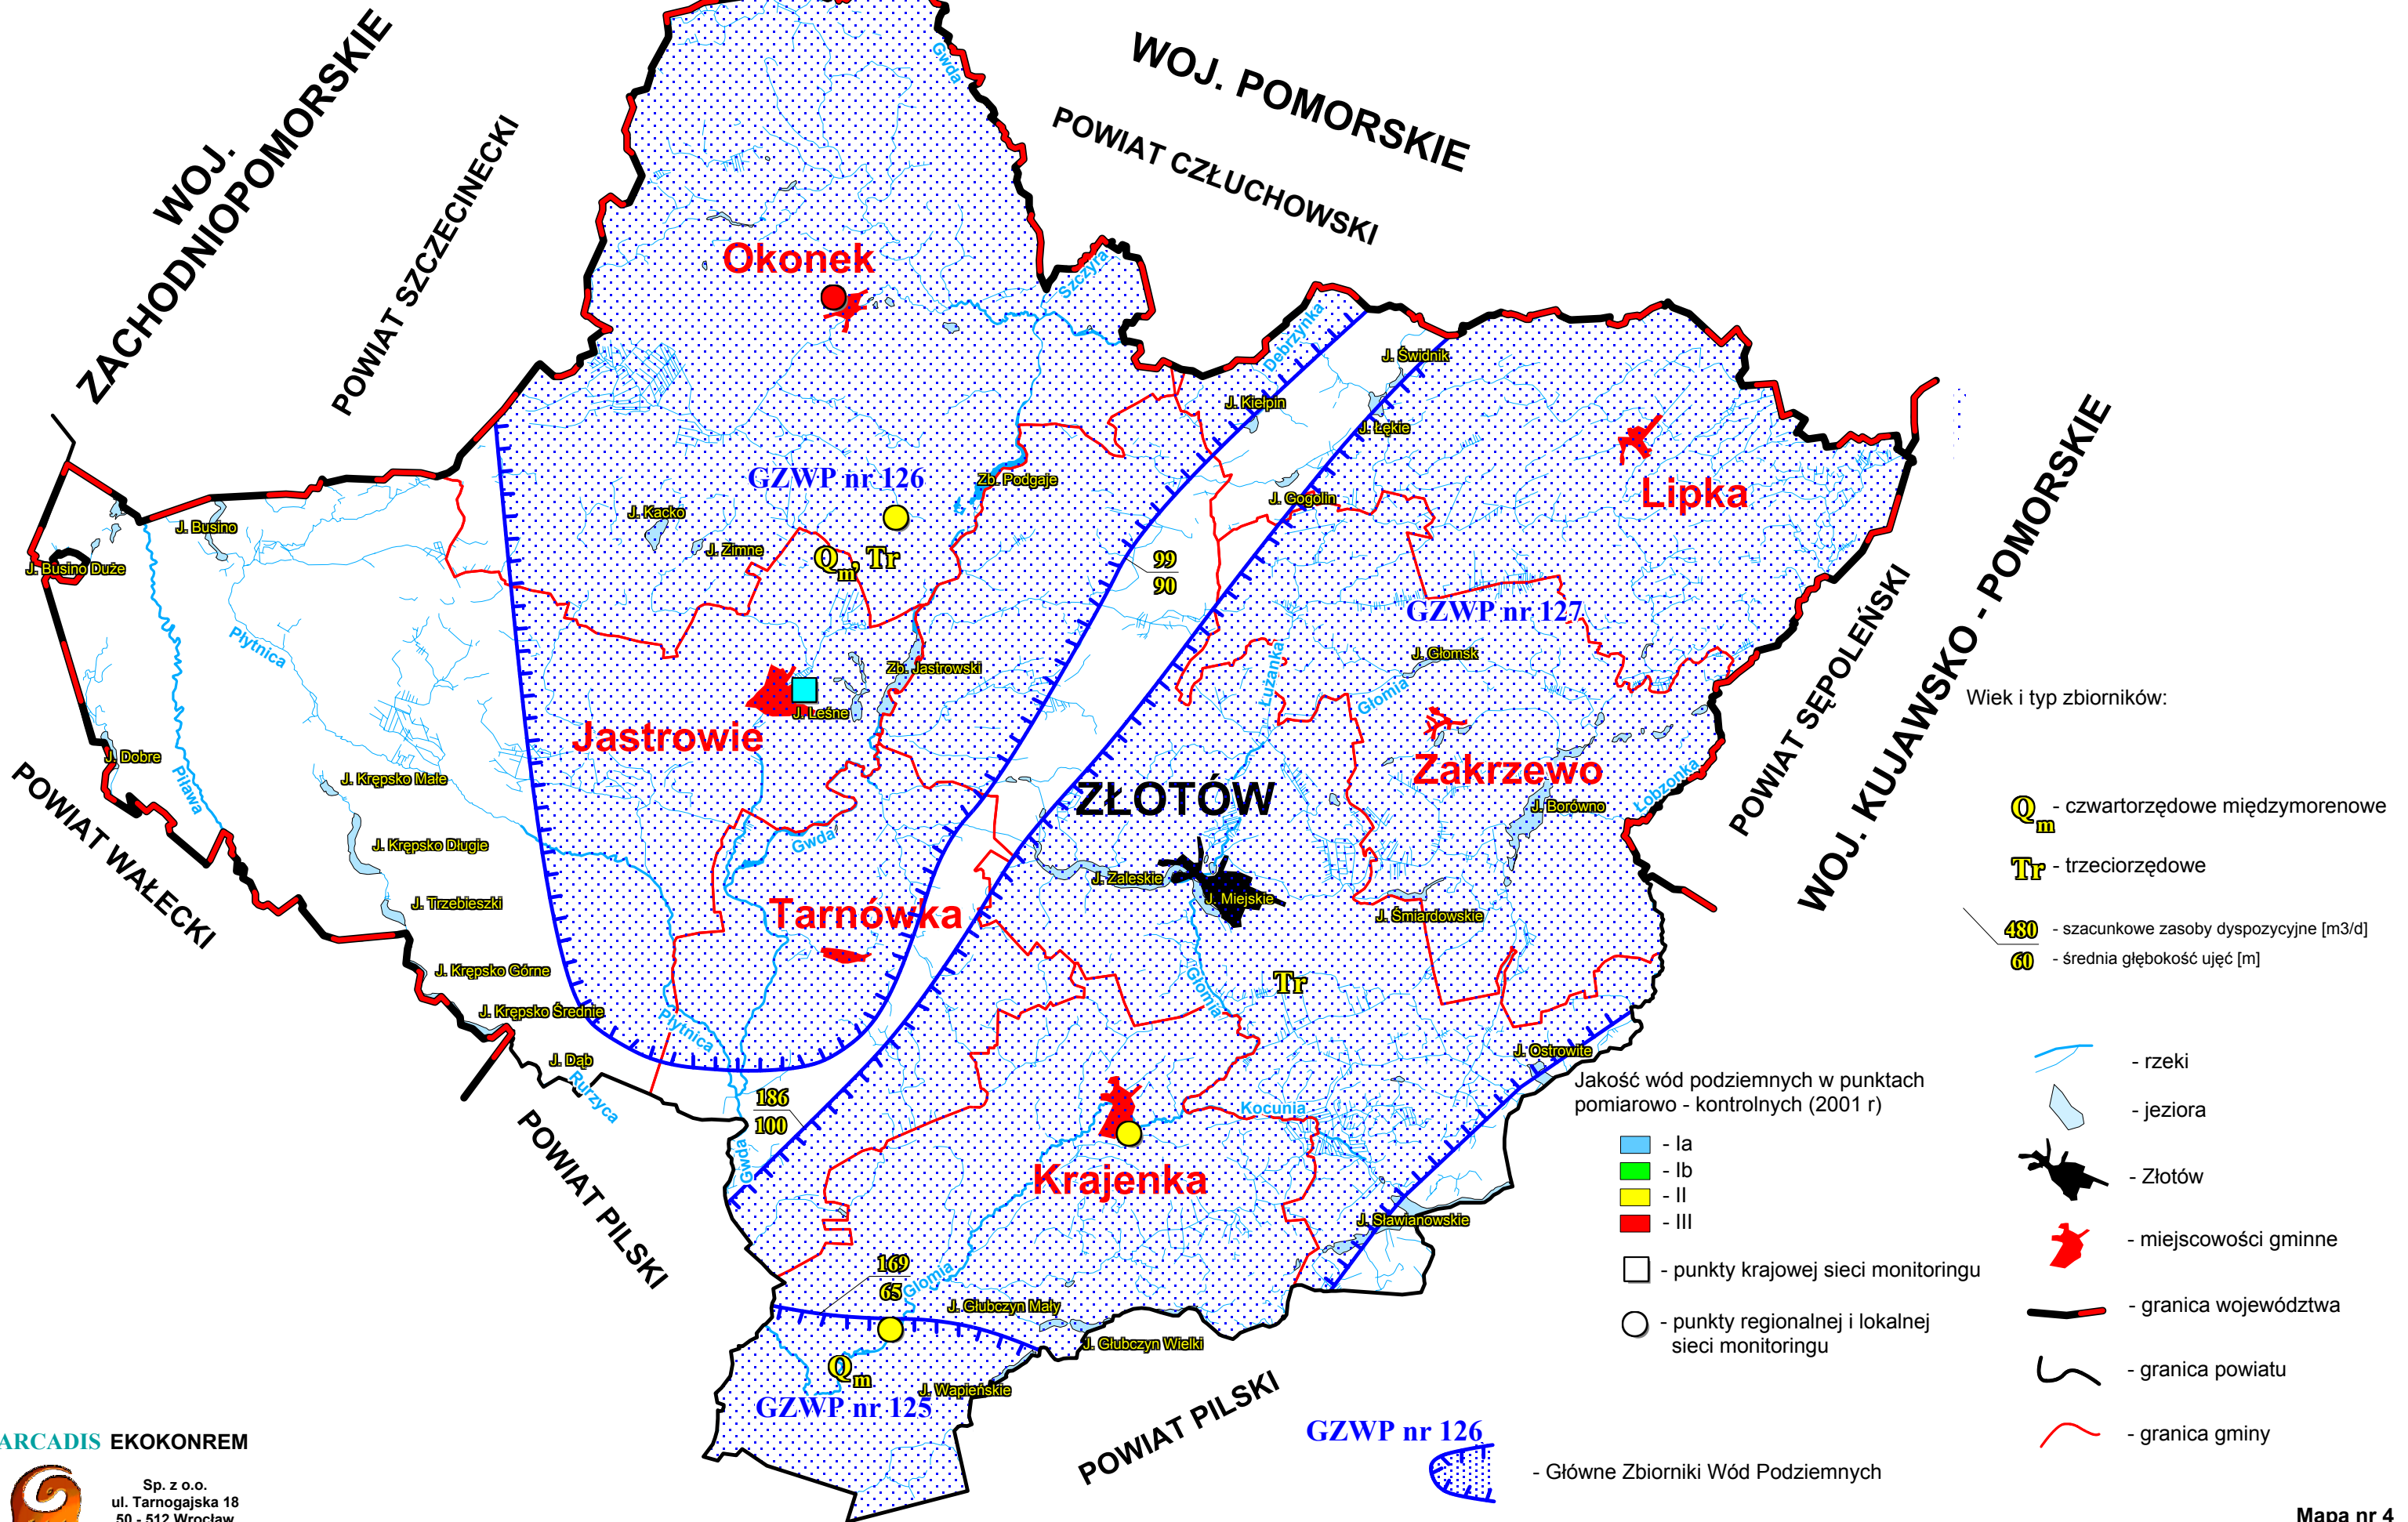 WOJ.
ZACHODNIOPOMORSKIE
POWIAT SZCZECINECKI
WOJ. POMORSKIE
POWIAT CZŁUCHOWSKI
Gwda
Okonek
Szczyra
Debrzynka
J. Świdnik
J. Kiełpin
J. Łękie
Lipka
GZWP nr 126
Zb. Podgaje
J. Gogolin
J. Kacko
J. Zimne
Qm, Tr
99
90
J. Busino
J. Busino Duże
Płytnica
GZWP nr 127
Zb. Jastrowski
Łużanka
J. Głomsk
Głomia
J. Leśne
Jastrowie
Zakrzewo
J. Dobre
Piława
J. Krępsko Małe
ZŁOTÓW
J. Borówno
Łobzonka
POWIAT SĘPOLEŃSKI
WOJ. KUJAWSKO - POMORSKIE
POWIAT WAŁECKI
J. Krępsko Długie
Gwda
J. Zaleskie
J. Miejskie
J. Trzebieszki
Tarnówka
J. Śmiardowskie
J. Krępsko Górne
Głomia
Tr
J. Krępsko Średnie
Płytnica
J. Dąb
Rurzyca
J. Ostrowite
186
100
Kocunia
POWIAT PILSKI
Gwda
Krajenka
J. Sławianowskie
169
65
Głomia
J. Głubczyn Mały
J. Głubczyn Wielki
Qm
J. Wapieńskie
GZWP nr 125
POWIAT PILSKI
Wiek i typ zbiorników:
Qm - czwartorzędowe międzymorenowe
Tr - trzeciorzędowe
480 - szacunkowe zasoby dyspozycyjne [m3/d]
60 - średnia głębokość ujęć [m]
Jakość wód podziemnych w punktach
pomiarowo - kontrolnych (2001 r)
- Ia
- Ib
- II
- III
- punkty krajowej sieci monitoringu
- punkty regionalnej i lokalnej
sieci monitoringu
- rzeki
- jeziora
- Złotów
- miejscowości gminne
- granica województwa
- granica powiatu
- granica gminy
GZWP nr 126
- Główne Zbiorniki Wód Podziemnych
ARCADIS EKOKONREM
Sp. z o.o.
ul. Tarnogajska 18
50 - 512 Wrocław
Mapa nr 4